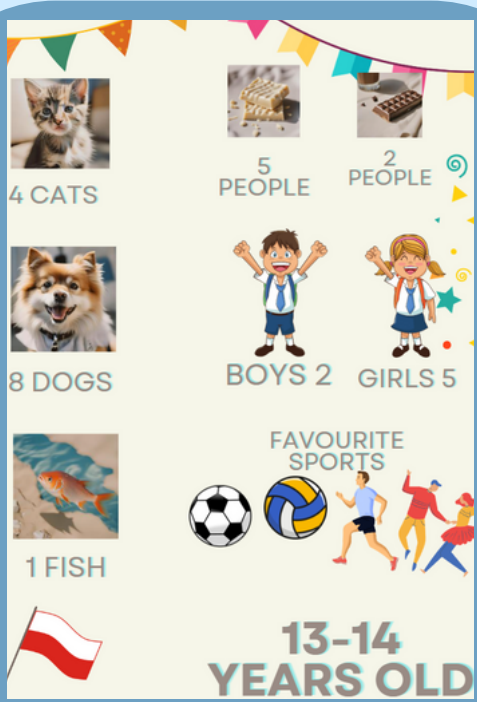 5
PEOPLE
2
PEOPLE
4 CATS
BOYS 2
GIRLS 5
8 DOGS
FAVOURITE
SPORTS
1 FISH
13-14
YEARS OLD